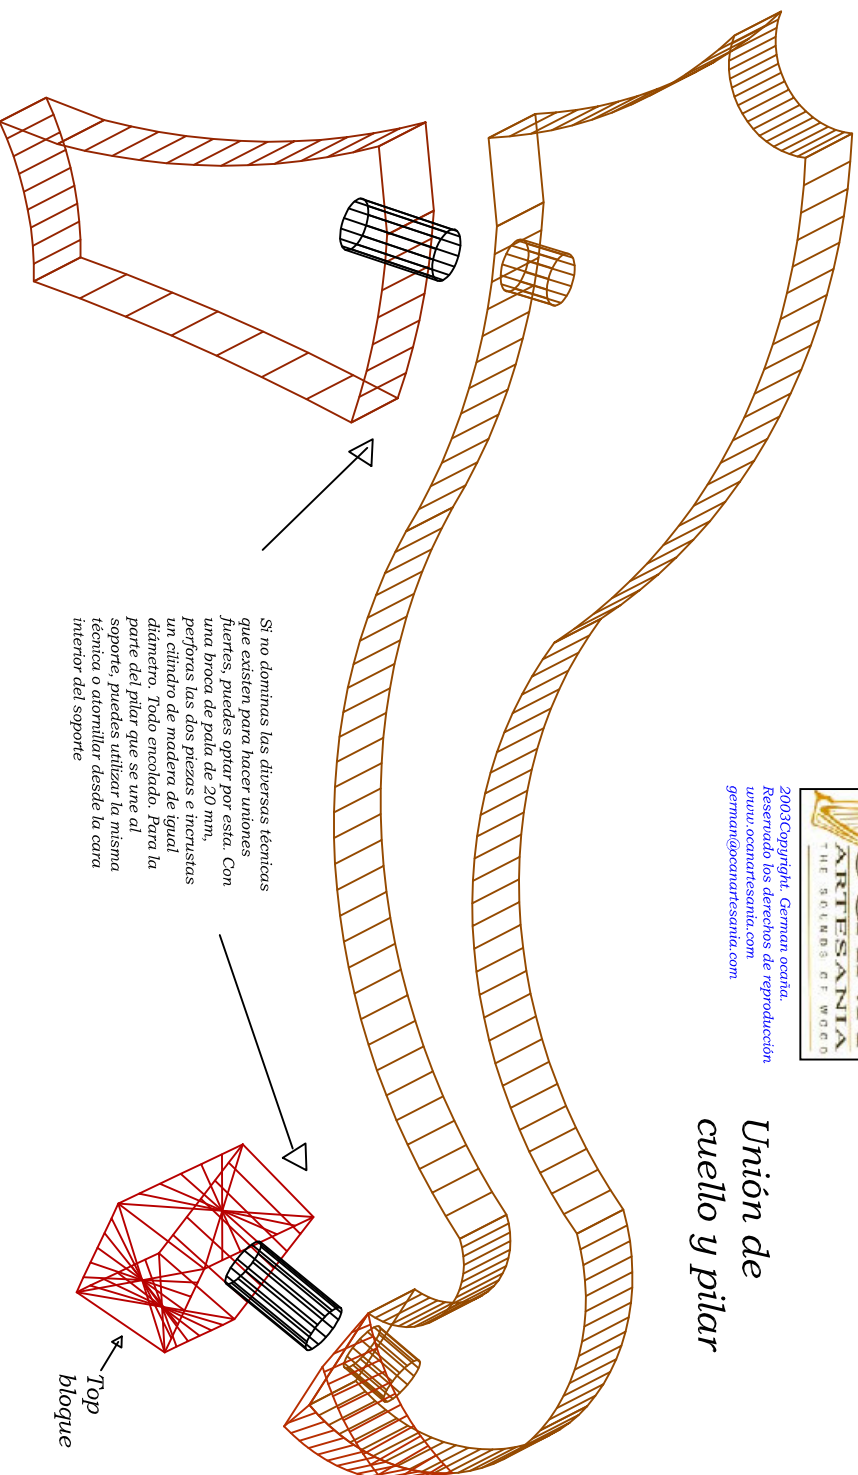 Unión de
cuello y pilar
ARTESANIA
THE SOUNDS OF WOOD
2003Copyright. German ocaña.
Reservado los derechos de reproducción
www.ocanartesania.com
german@ocanartesania.com
Si no dominas las diversas técnicas
que existen para hacer uniones
fuertes, puedes optar por esta. Con
una broca de pala de 20 mm,
perforas las dos piezas e incrustas
un cilindro de madera de igual
diámetro. Todo encolado. Para la
parte del pilar que se une al
soporte, puedes utilizar la misma
técnica o atornillar desde la cara
interior del soporte
Top
bloque